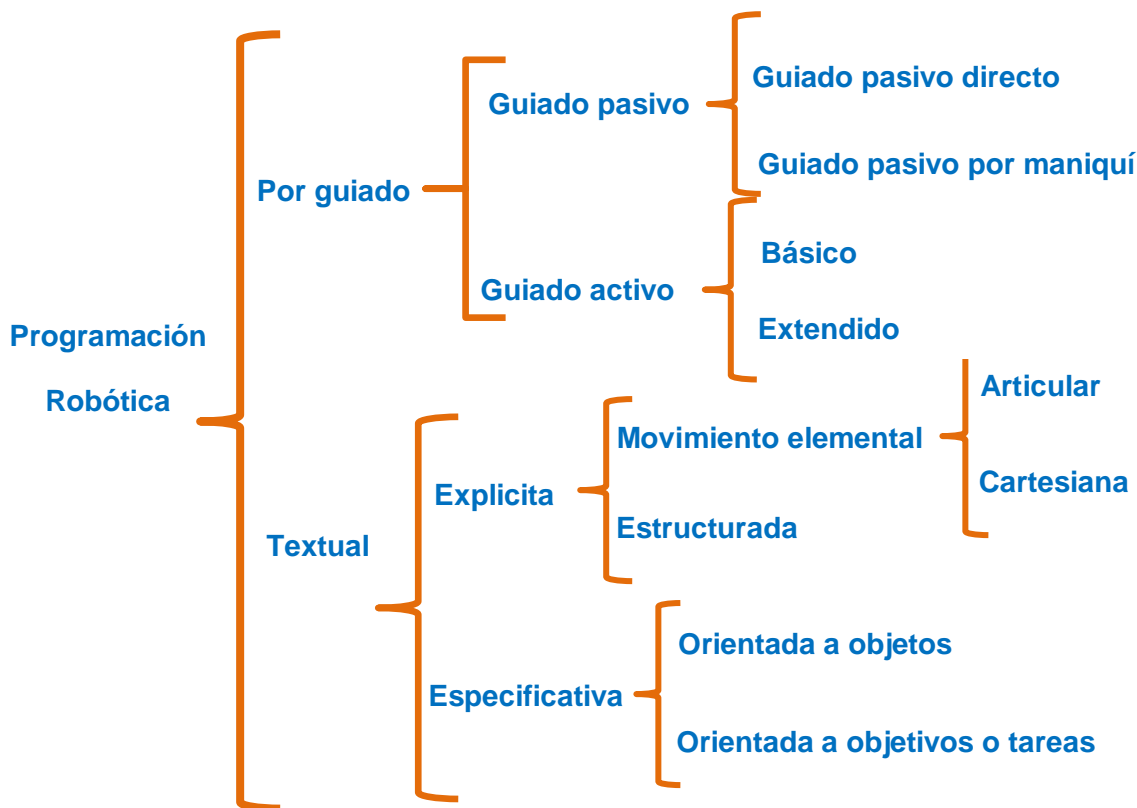 Programación
Robótica
Por guiado
Guiado pasivo
Guiado pasivo directo
Guiado pasivo por maniquí
Guiado activo
Básico
Extendido
Textual
Explicita
Movimiento elemental
Articular
Cartesiana
Estructurada
Especificativa
Orientada a objetos
Orientada a objetivos o tareas